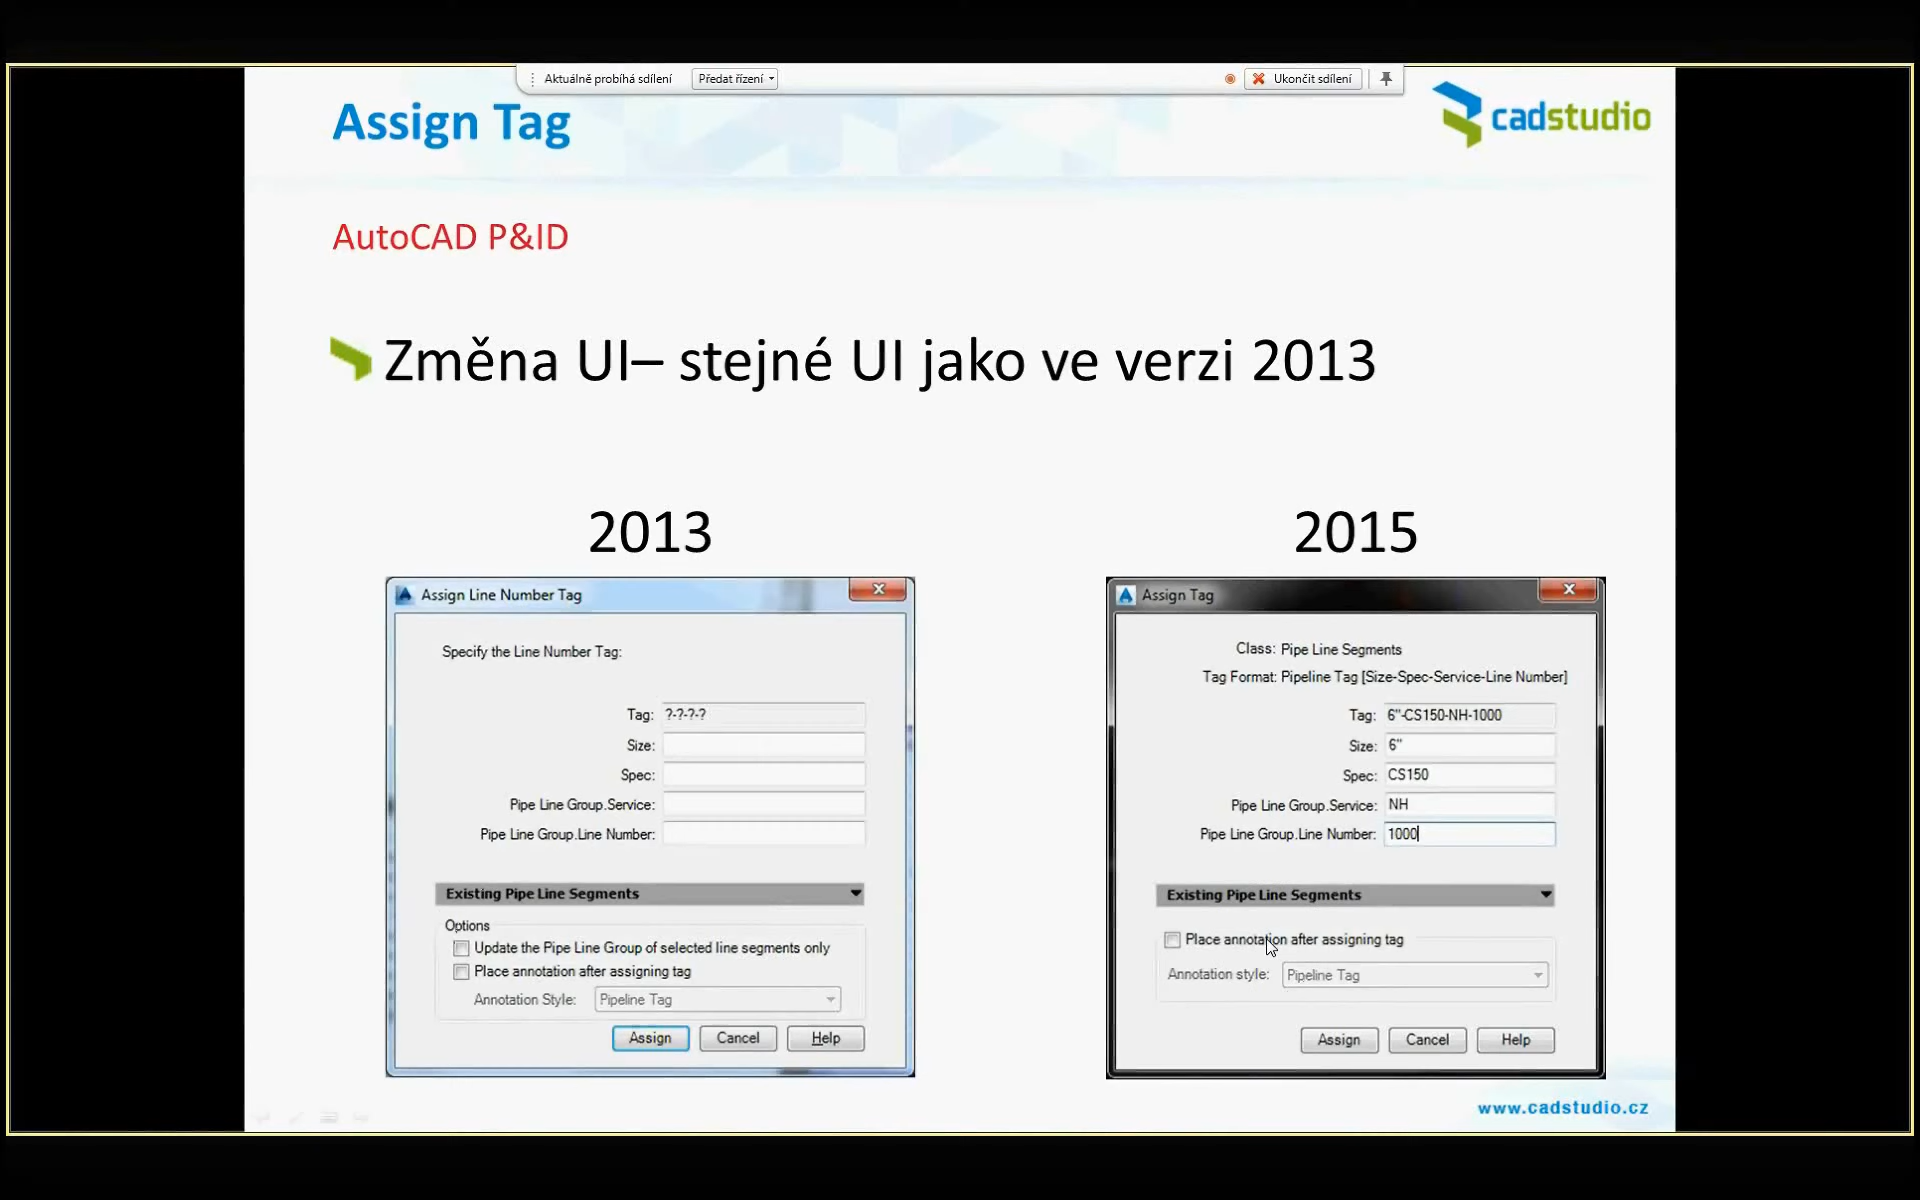 Aktuálně probíhá sdílení
Předat řízení
Ukončit sdílení
Assign Tag
cadstudio
AutoCAD P&ID
Změna UI– stejné UI jako ve verzi 2013
2013
Assign Line Number Tag
Specify the Line Number Tag:
Tag: ?-?-?-?
Size:
Spec:
Pipe Line Group.Service:
Pipe Line Group.Line Number:
Existing Pipe Line Segments
Options
Update the Pipe Line Group of selected line segments only
Place annotation after assigning tag
Annotation Style: Pipeline Tag
Assign Cancel Help
2015
Assign Tag
Class: Pipe Line Segments
Tag Format: Pipeline Tag [Size-Spec-Service-Line Number]
Tag: 6"-CS150-NH-1000
Size: 6"
Spec: CS150
Pipe Line Group.Service: NH
Pipe Line Group.Line Number: 1000
Existing Pipe Line Segments
Place annotation after assigning tag
Annotation style: Pipeline Tag
Assign Cancel Help
www.cadstudio.cz